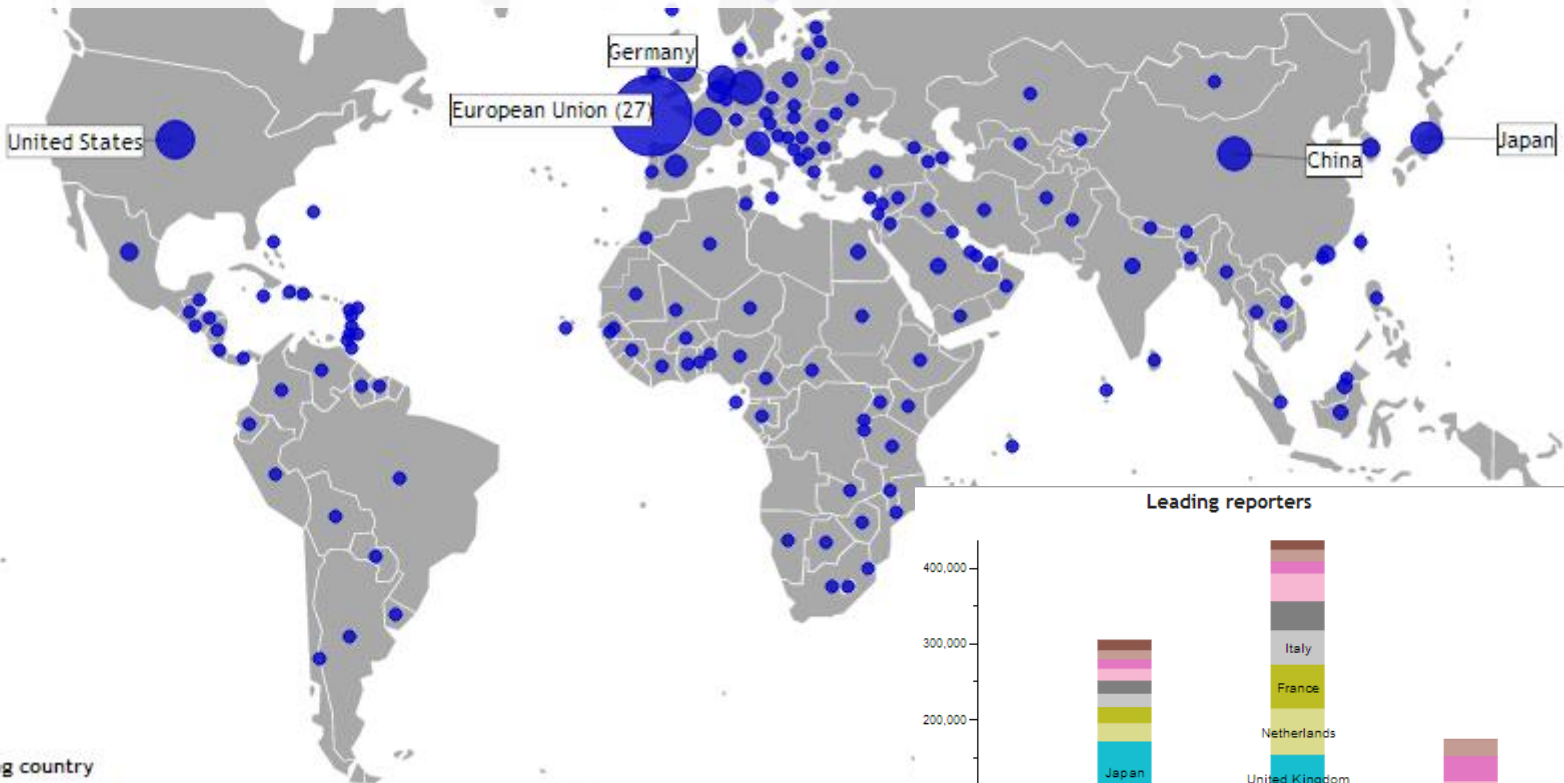 Germany
European Union (27)
United States
Japan
China
Leading reporters
400,000
300,000
200,000
Italy
France
Netherlands
Japan
United Kingdom
g country